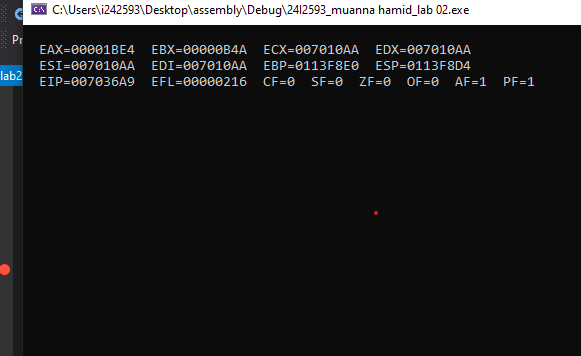 C:\Users\i242593\Desktop\assembly\Debug\24I2593_muanna hamid_lab 02.exe
Pr
lab2
EAX=00001BE4 EBX=00000B4A ECX=007010AA EDX=007010AA
ESI=007010AA EDI=007010AA EBP=0113F8E0 ESP=0113F8D4
EIP=007036A9 EFL=00000216 CF=0 SF=0 ZF=0 OF=0 AF=1 PF=1